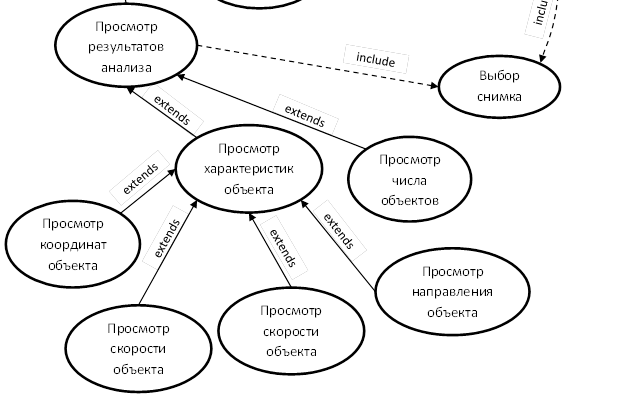 Просмотр
результатов
анализа
inclu
include
Выбор
снимка
extends
extends
Просмотр
характеристик
объекта
Просмотр
числа
объектов
extends
Просмотр
координат
объекта
extends
extends
extends
Просмотр
направления
объекта
Просмотр
скорости
объекта
Просмотр
скорости
объекта